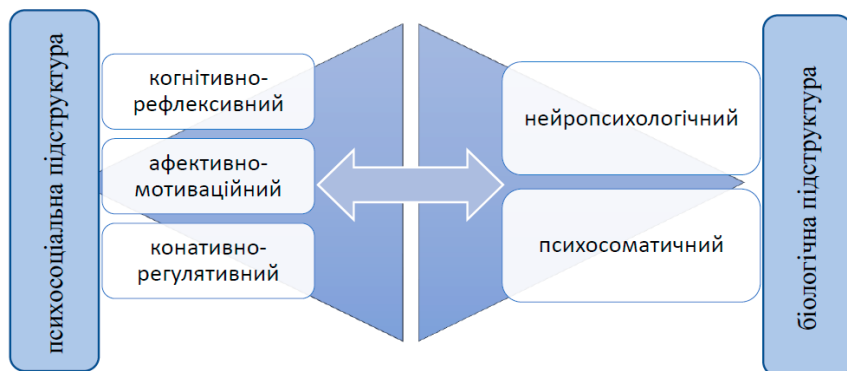 психосоціальна підструктура
когнітивно-
рефлексивний
афективно-
мотиваційний
конативно-
регулятивний
нейропсихологічний
психосоматичний
біологічна підструктура